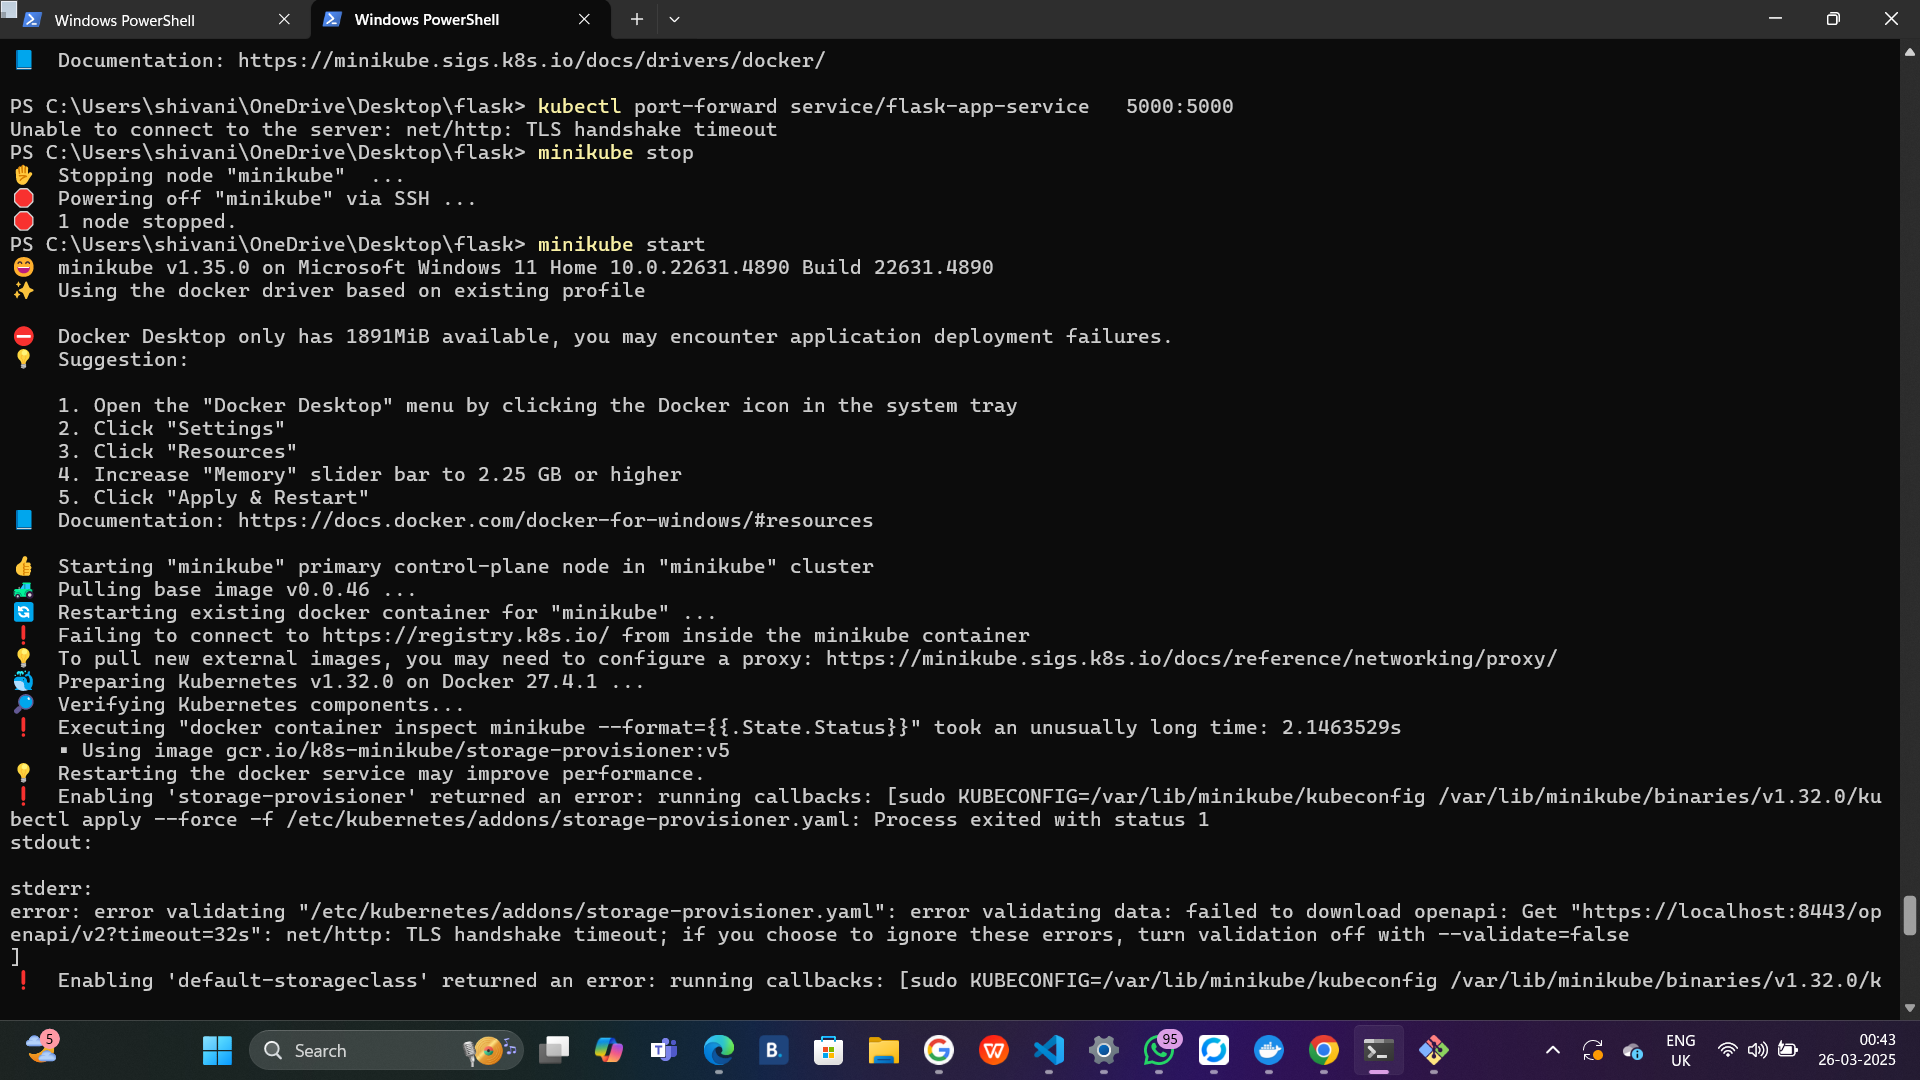 Windows PowerShell
Windows PowerShell
Documentation: https://minikube.sigs.k8s.io/docs/drivers/docker/
PS C:\Users\shivani\OneDrive\Desktop\flask> kubectl port-forward service/flask-app-service   5000:5000
Unable to connect to the server: net/http: TLS handshake timeout
PS C:\Users\shivani\OneDrive\Desktop\flask> minikube stop
Stopping node "minikube"  ...
Powering off "minikube" via SSH ...
1 node stopped.
PS C:\Users\shivani\OneDrive\Desktop\flask> minikube start
minikube v1.35.0 on Microsoft Windows 11 Home 10.0.22631.4890 Build 22631.4890
Using the docker driver based on existing profile
Docker Desktop only has 1891MiB available, you may encounter application deployment failures.
Suggestion:
1. Open the "Docker Desktop" menu by clicking the Docker icon in the system tray
2. Click "Settings"
3. Click "Resources"
4. Increase "Memory" slider bar to 2.25 GB or higher
5. Click "Apply & Restart"
Documentation: https://docs.docker.com/docker-for-windows/#resources
Starting "minikube" primary control-plane node in "minikube" cluster
Pulling base image v0.0.46 ...
Restarting existing docker container for "minikube" ...
Failing to connect to https://registry.k8s.io/ from inside the minikube container
To pull new external images, you may need to configure a proxy: https://minikube.sigs.k8s.io/docs/reference/networking/proxy/
Preparing Kubernetes v1.32.0 on Docker 27.4.1 ...
Verifying Kubernetes components...
Executing "docker container inspect minikube --format={{.State.Status}}" took an unusually long time: 2.1463529s
▪ Using image gcr.io/k8s-minikube/storage-provisioner:v5
Restarting the docker service may improve performance.
Enabling 'storage-provisioner' returned an error: running callbacks: [sudo KUBECONFIG=/var/lib/minikube/kubeconfig /var/lib/minikube/binaries/v1.32.0/ku
bectl apply --force -f /etc/kubernetes/addons/storage-provisioner.yaml: Process exited with status 1
stdout:
stderr:
error: error validating "/etc/kubernetes/addons/storage-provisioner.yaml": error validating data: failed to download openapi: Get "https://localhost:8443/op
enapi/v2?timeout=32s": net/http: TLS handshake timeout; if you choose to ignore these errors, turn validation off with --validate=false
]
Enabling 'default-storageclass' returned an error: running callbacks: [sudo KUBECONFIG=/var/lib/minikube/kubeconfig /var/lib/minikube/binaries/v1.32.0/k
5
Search
B.
95
ENG
UK
00:43
26-03-2025